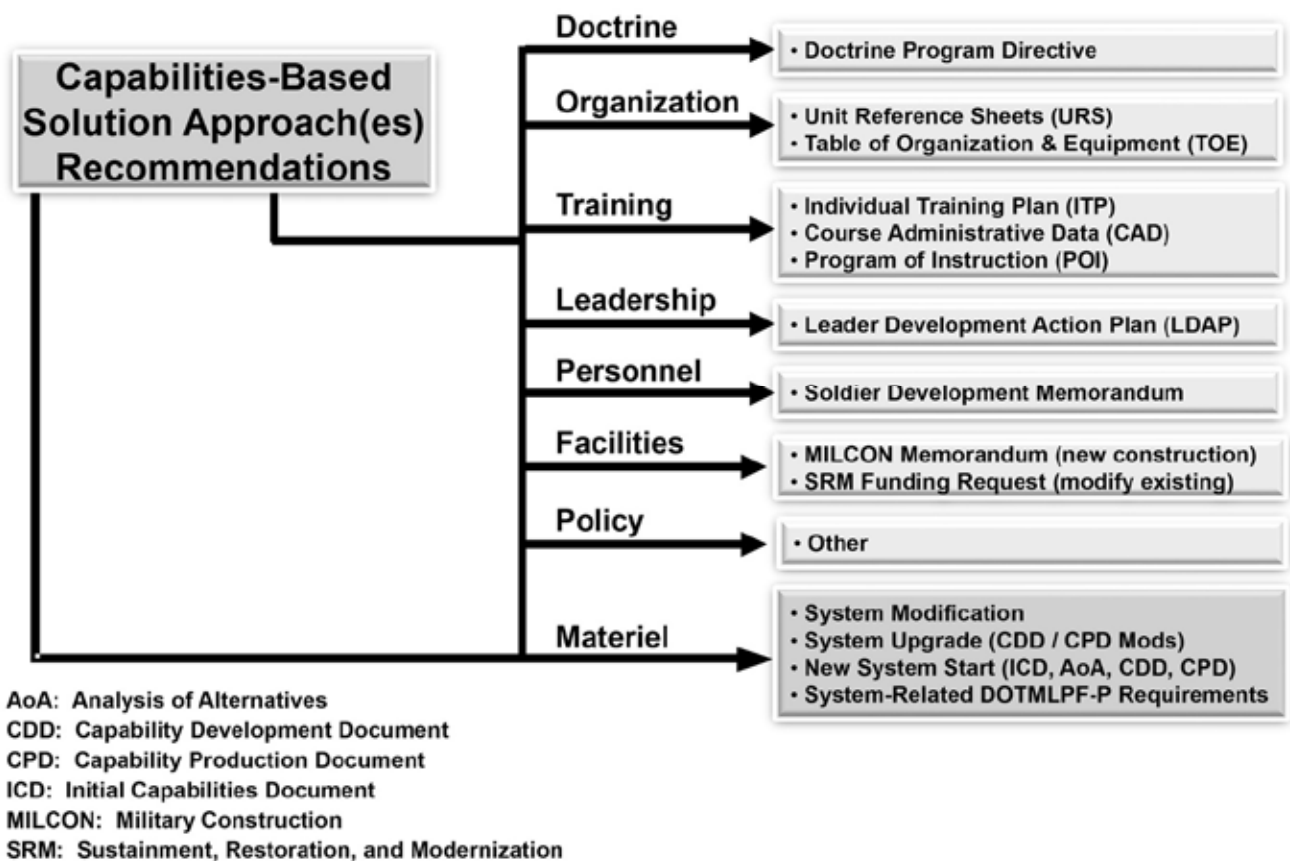 Capabilities-Based
Solution Approach(es)
Recommendations
Doctrine
• Doctrine Program Directive
Organization
• Unit Reference Sheets (URS)
• Table of Organization & Equipment (TOE)
Training
• Individual Training Plan (ITP)
• Course Administrative Data (CAD)
• Program of Instruction (POI)
Leadership
• Leader Development Action Plan (LDAP)
Personnel
• Soldier Development Memorandum
Facilities
• MILCON Memorandum (new construction)
• SRM Funding Request (modify existing)
Policy
• Other
Materiel
• System Modification
• System Upgrade (CDD / CPD Mods)
• New System Start (ICD, AoA, CDD, CPD)
• System-Related DOTMLPF-P Requirements
AoA: Analysis of Alternatives
CDD: Capability Development Document
CPD: Capability Production Document
ICD: Initial Capabilities Document
MILCON: Military Construction
SRM: Sustainment, Restoration, and Modernization